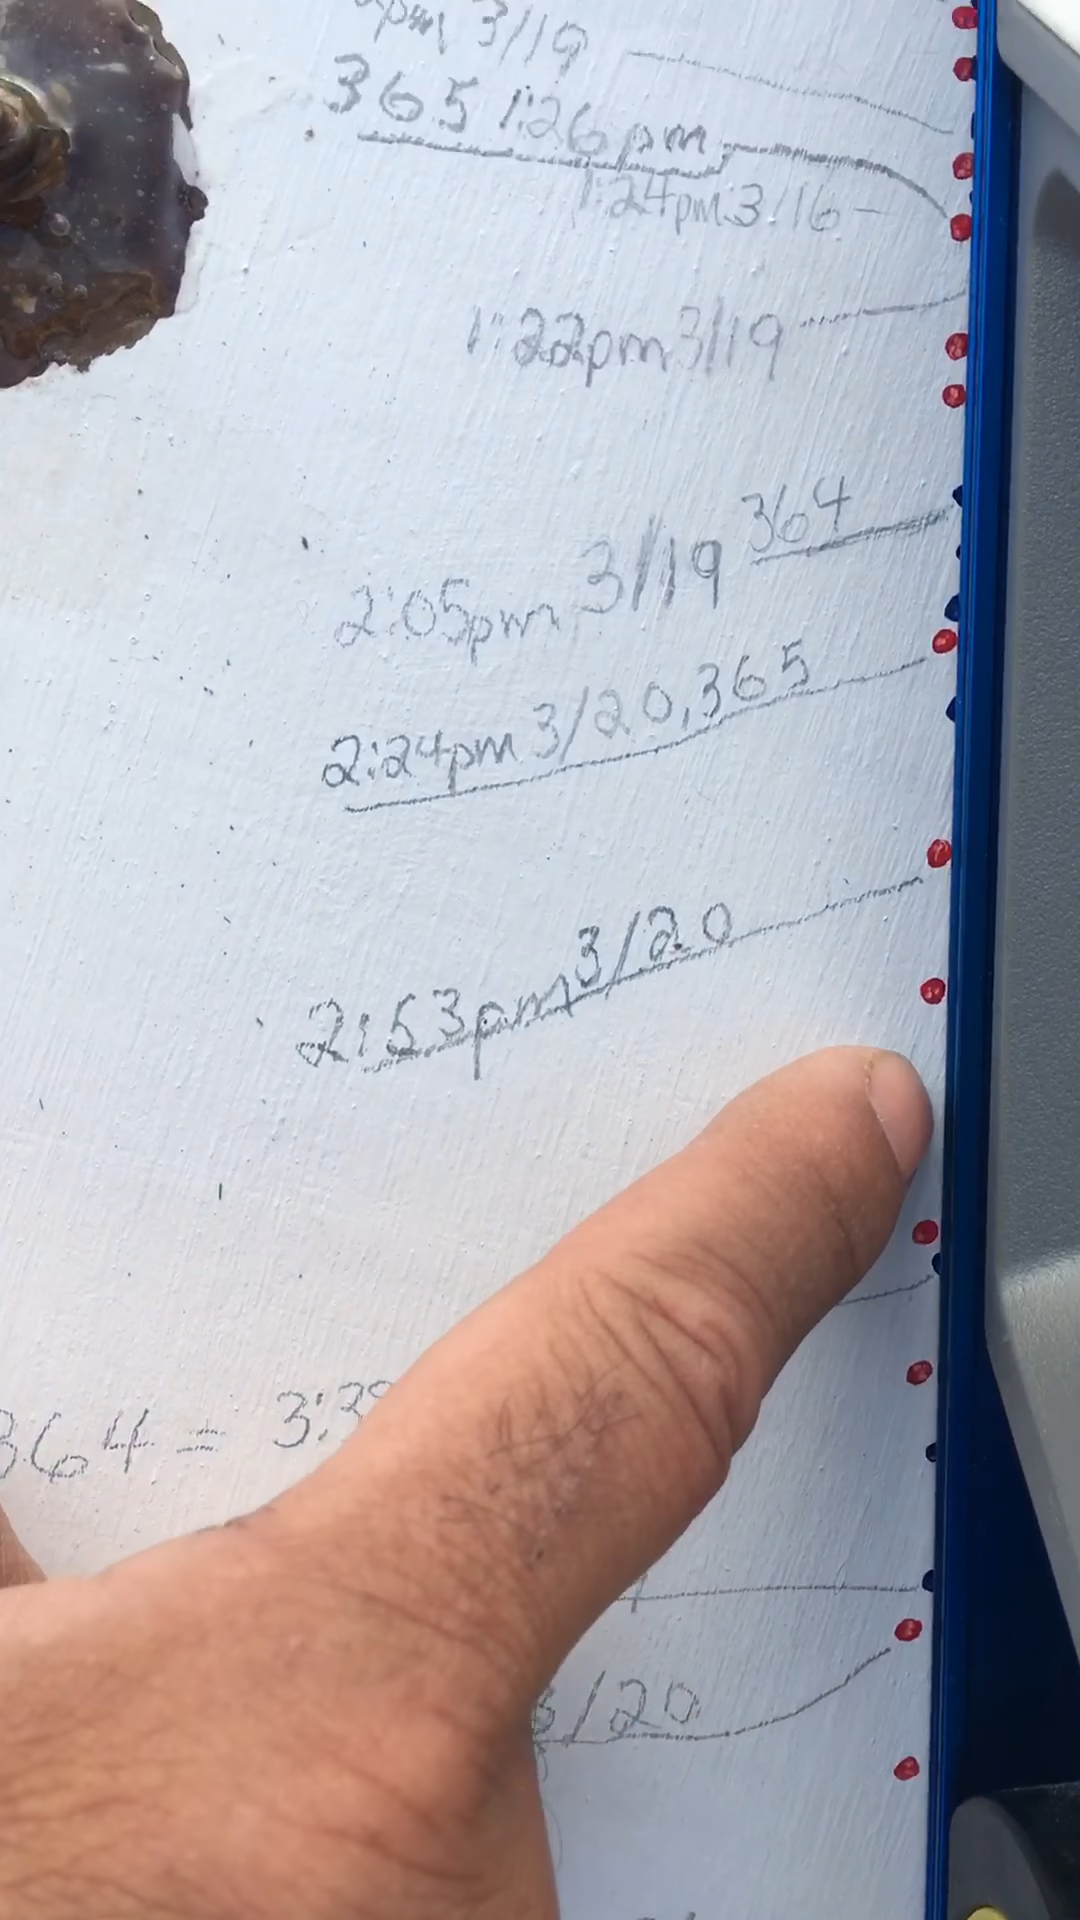 pm 3/19
365 1:26pm
1:24pm 3/16
1:22pm 3/19
2:05pm 3/19 364
2:24pm 3/20, 365
2:53pm 3/20
364 = 3:3
3/20